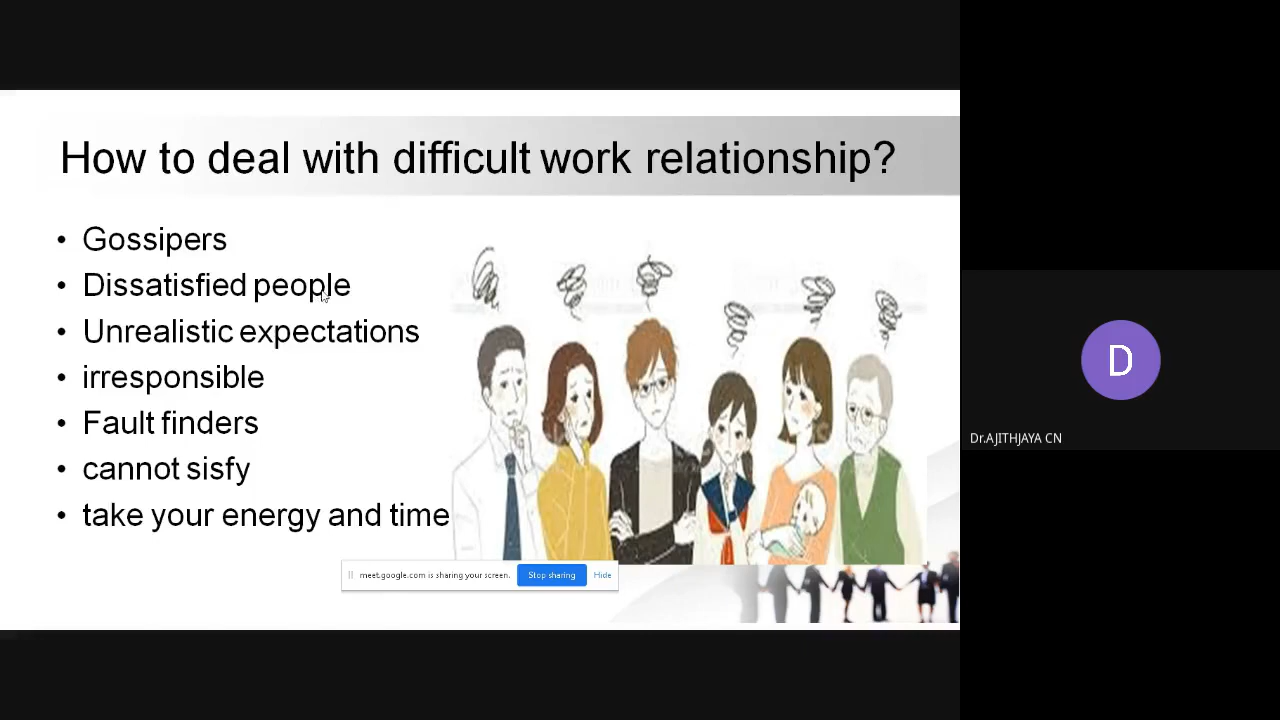 How to deal with difficult work relationship?
• Gossipers
• Dissatisfied people
• Unrealistic expectations
• irresponsible
• Fault finders
• cannot sisfy
• take your energy and time
meet.google.com is sharing your screen. Stop sharing Hide
D
Dr.AJITHJAYA CN